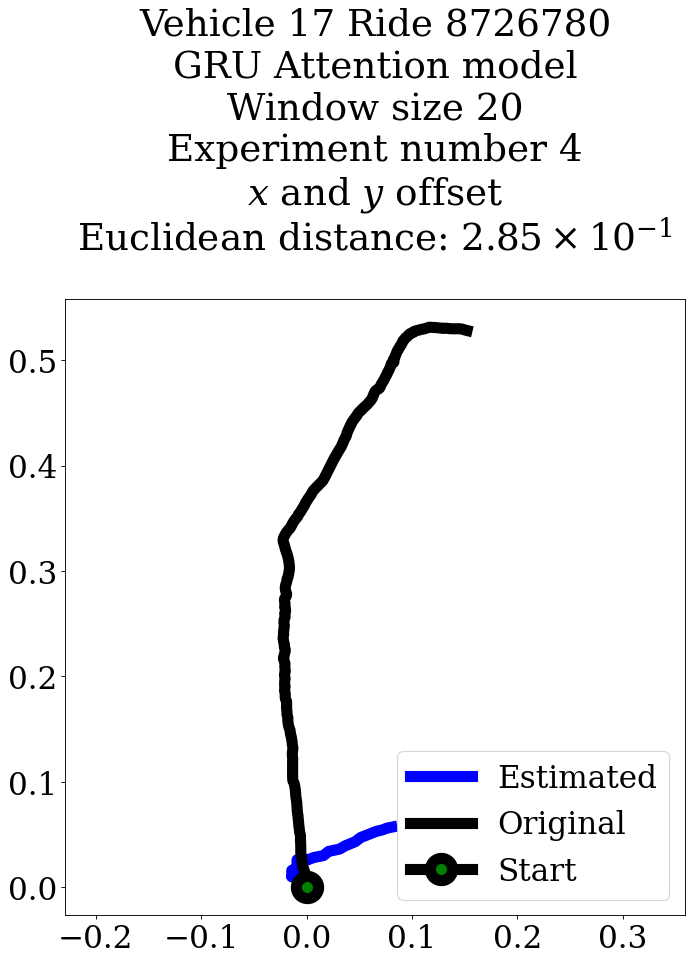 Vehicle 17 Ride 8726780
GRU Attention model
Window size 20
Experiment number 4
x and y offset
Euclidean distance: 2.85 × 10⁻¹
0.5
0.4
0.3
0.2
0.1
0.0
Estimated
Original
Start
−0.2 −0.1 0.0 0.1 0.2 0.3